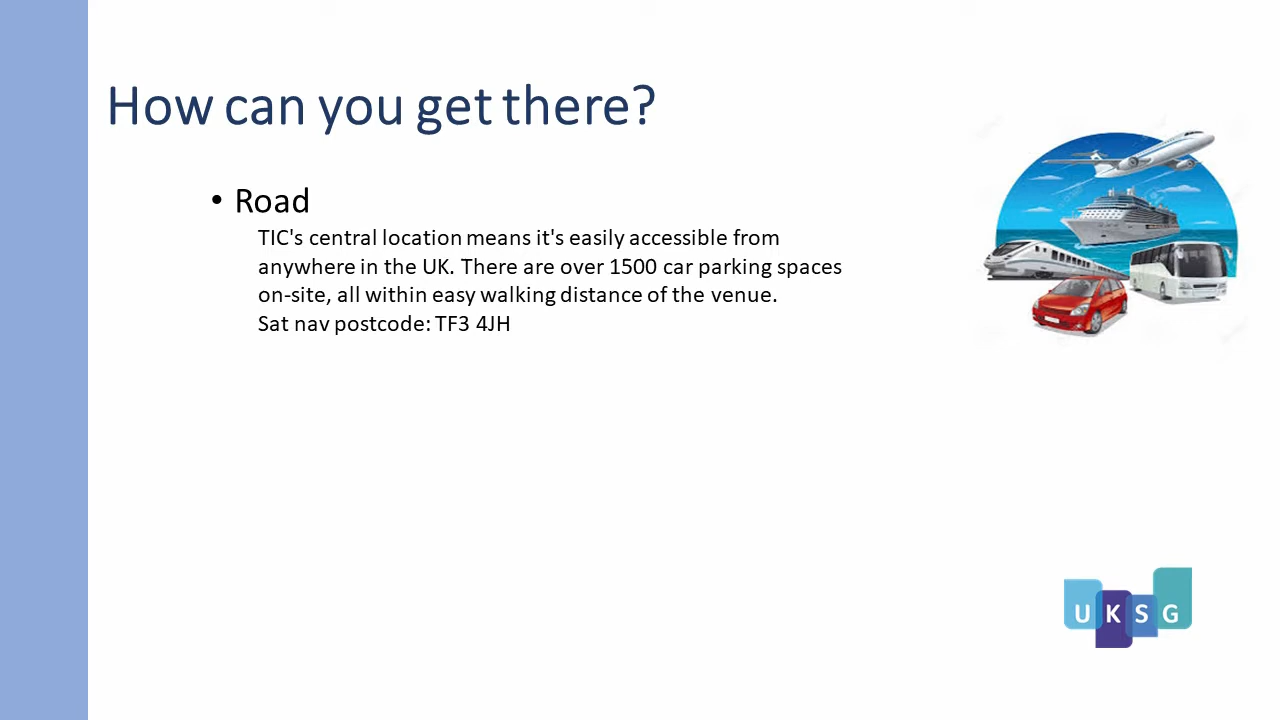 How can you get there?
• Road
TIC's central location means it's easily accessible from
anywhere in the UK. There are over 1500 car parking spaces
on-site, all within easy walking distance of the venue.
Sat nav postcode: TF3 4JH
UKSG